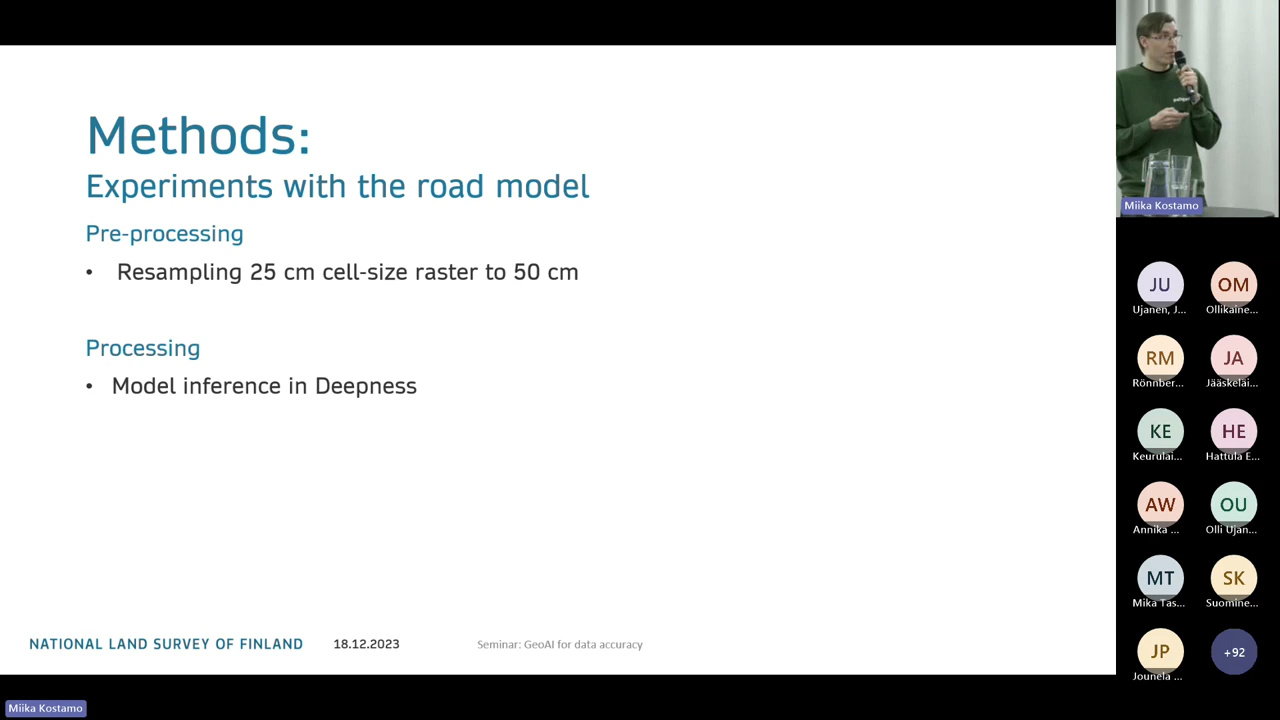 Methods:
Experiments with the road model
Pre-processing
• Resampling 25 cm cell-size raster to 50 cm
Processing
• Model inference in Deepness
NATIONAL LAND SURVEY OF FINLAND 18.12.2023 Seminar: GeoAI for data accuracy
Miika Kostamo
Miika Kostamo
JU OM
Ujanen, J... Ollikaine...
RM JA
Rönnber... Jääskeläi...
KE HE
Keurulai... Hattula E...
AW OU
Annika ... Olli Ujan...
MT SK
Mika Tas... Suomine...
JP +92
Jounela ...